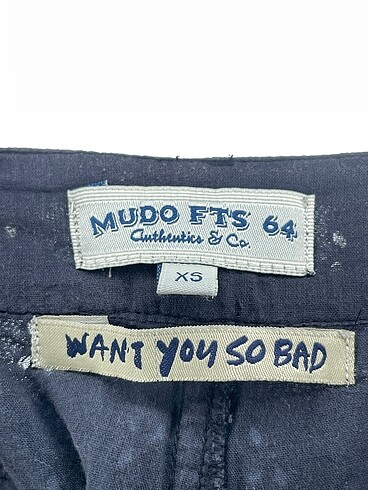 MUDO FTS 64
Authentics & Co.
XS
WANT YOU SO BAD